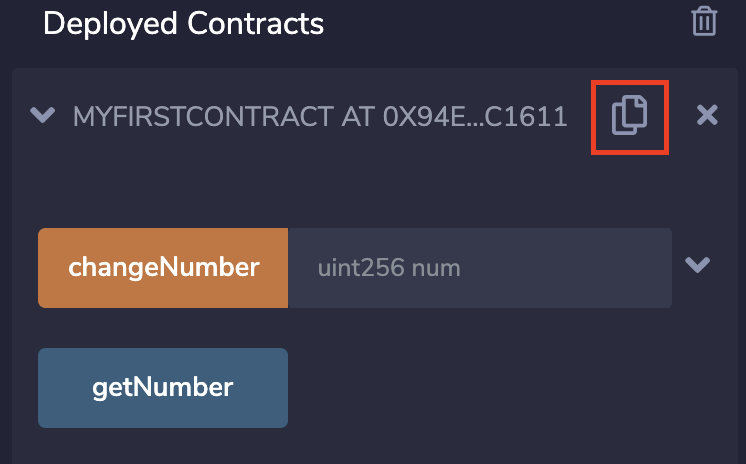 Deployed Contracts
MYFIRSTCONTRACT AT 0X94E...C1611
changeNumber uint256 num
getNumber